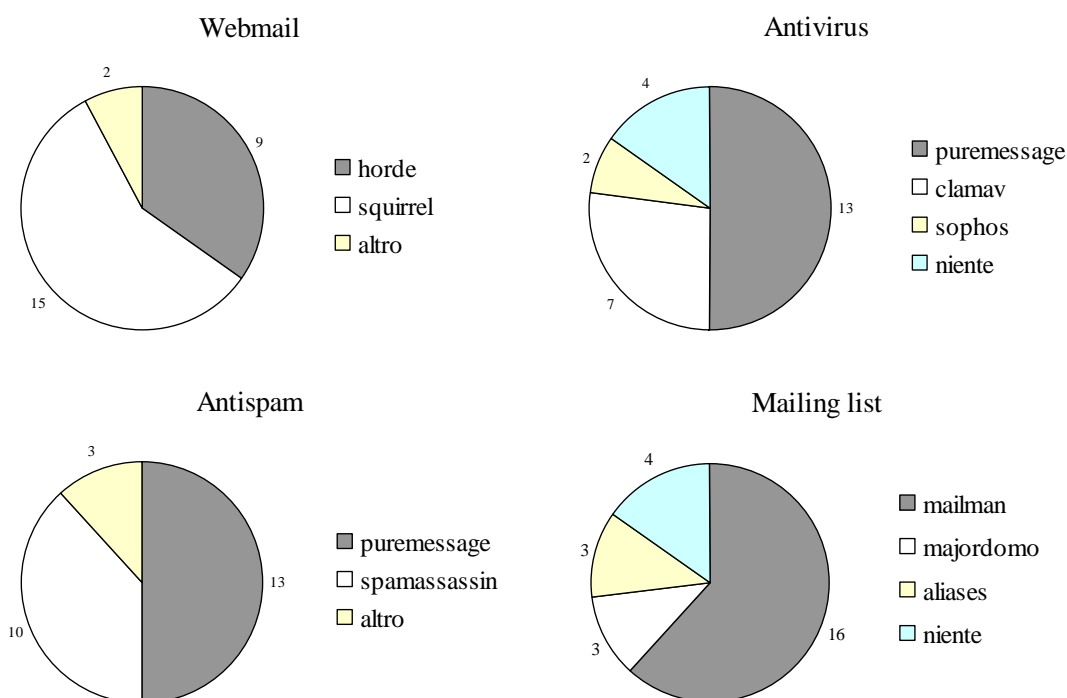 Webmail
2
9
15
horde
squirrel
altro
Antivirus
4
2
13
7
puremessage
clamav
sophos
niente
Antispam
3
13
10
puremessage
spamassassin
altro
Mailing list
4
3
3
16
mailman
majordomo
aliases
niente